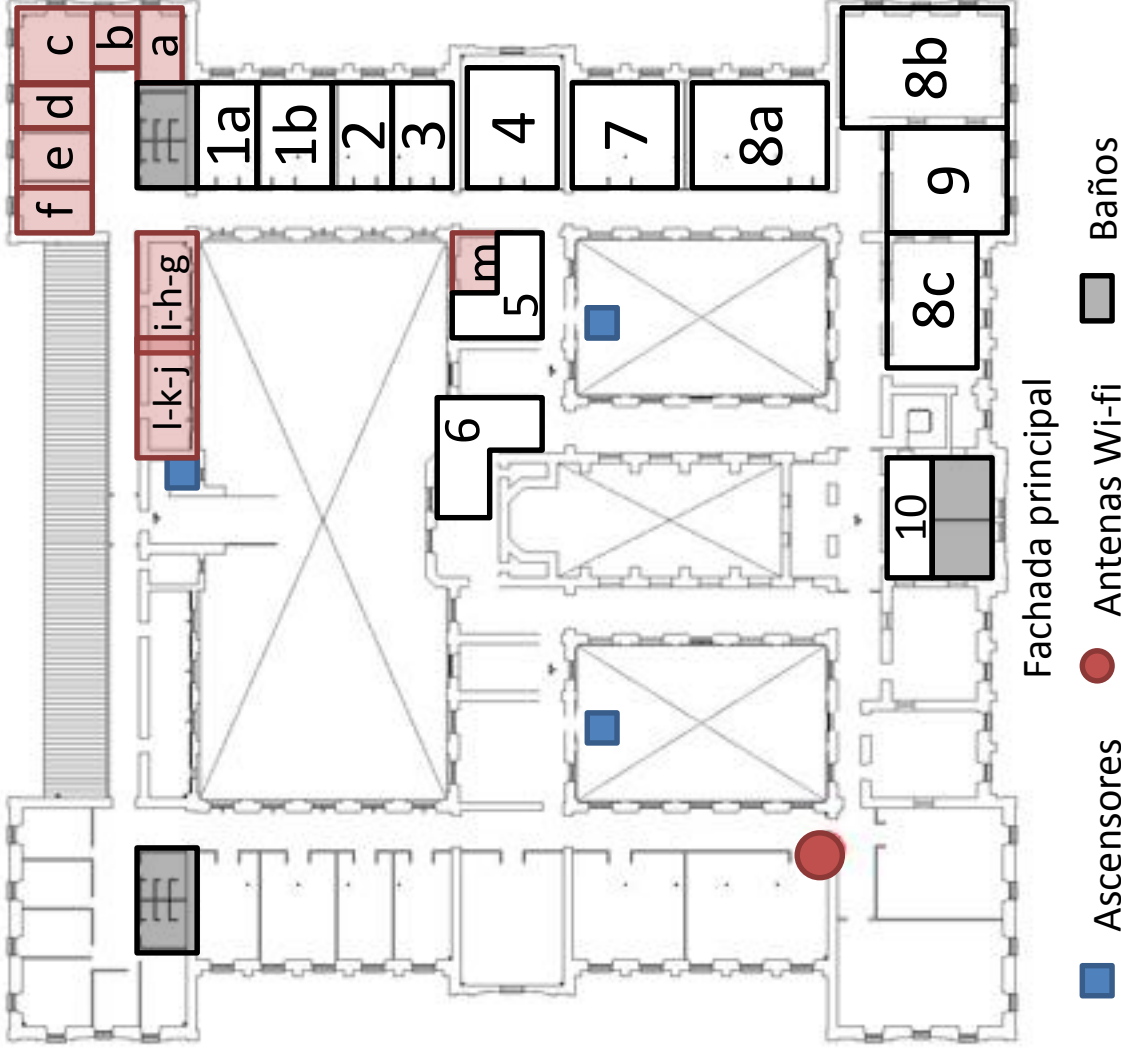 f
e
d
c
b
l-k-j
i-h-g
a
1a
1b
2
3
6
m
5
4
7
8a
10
8c
9
8b
Fachada principal
Ascensores
Antenas Wi-fi
Baños